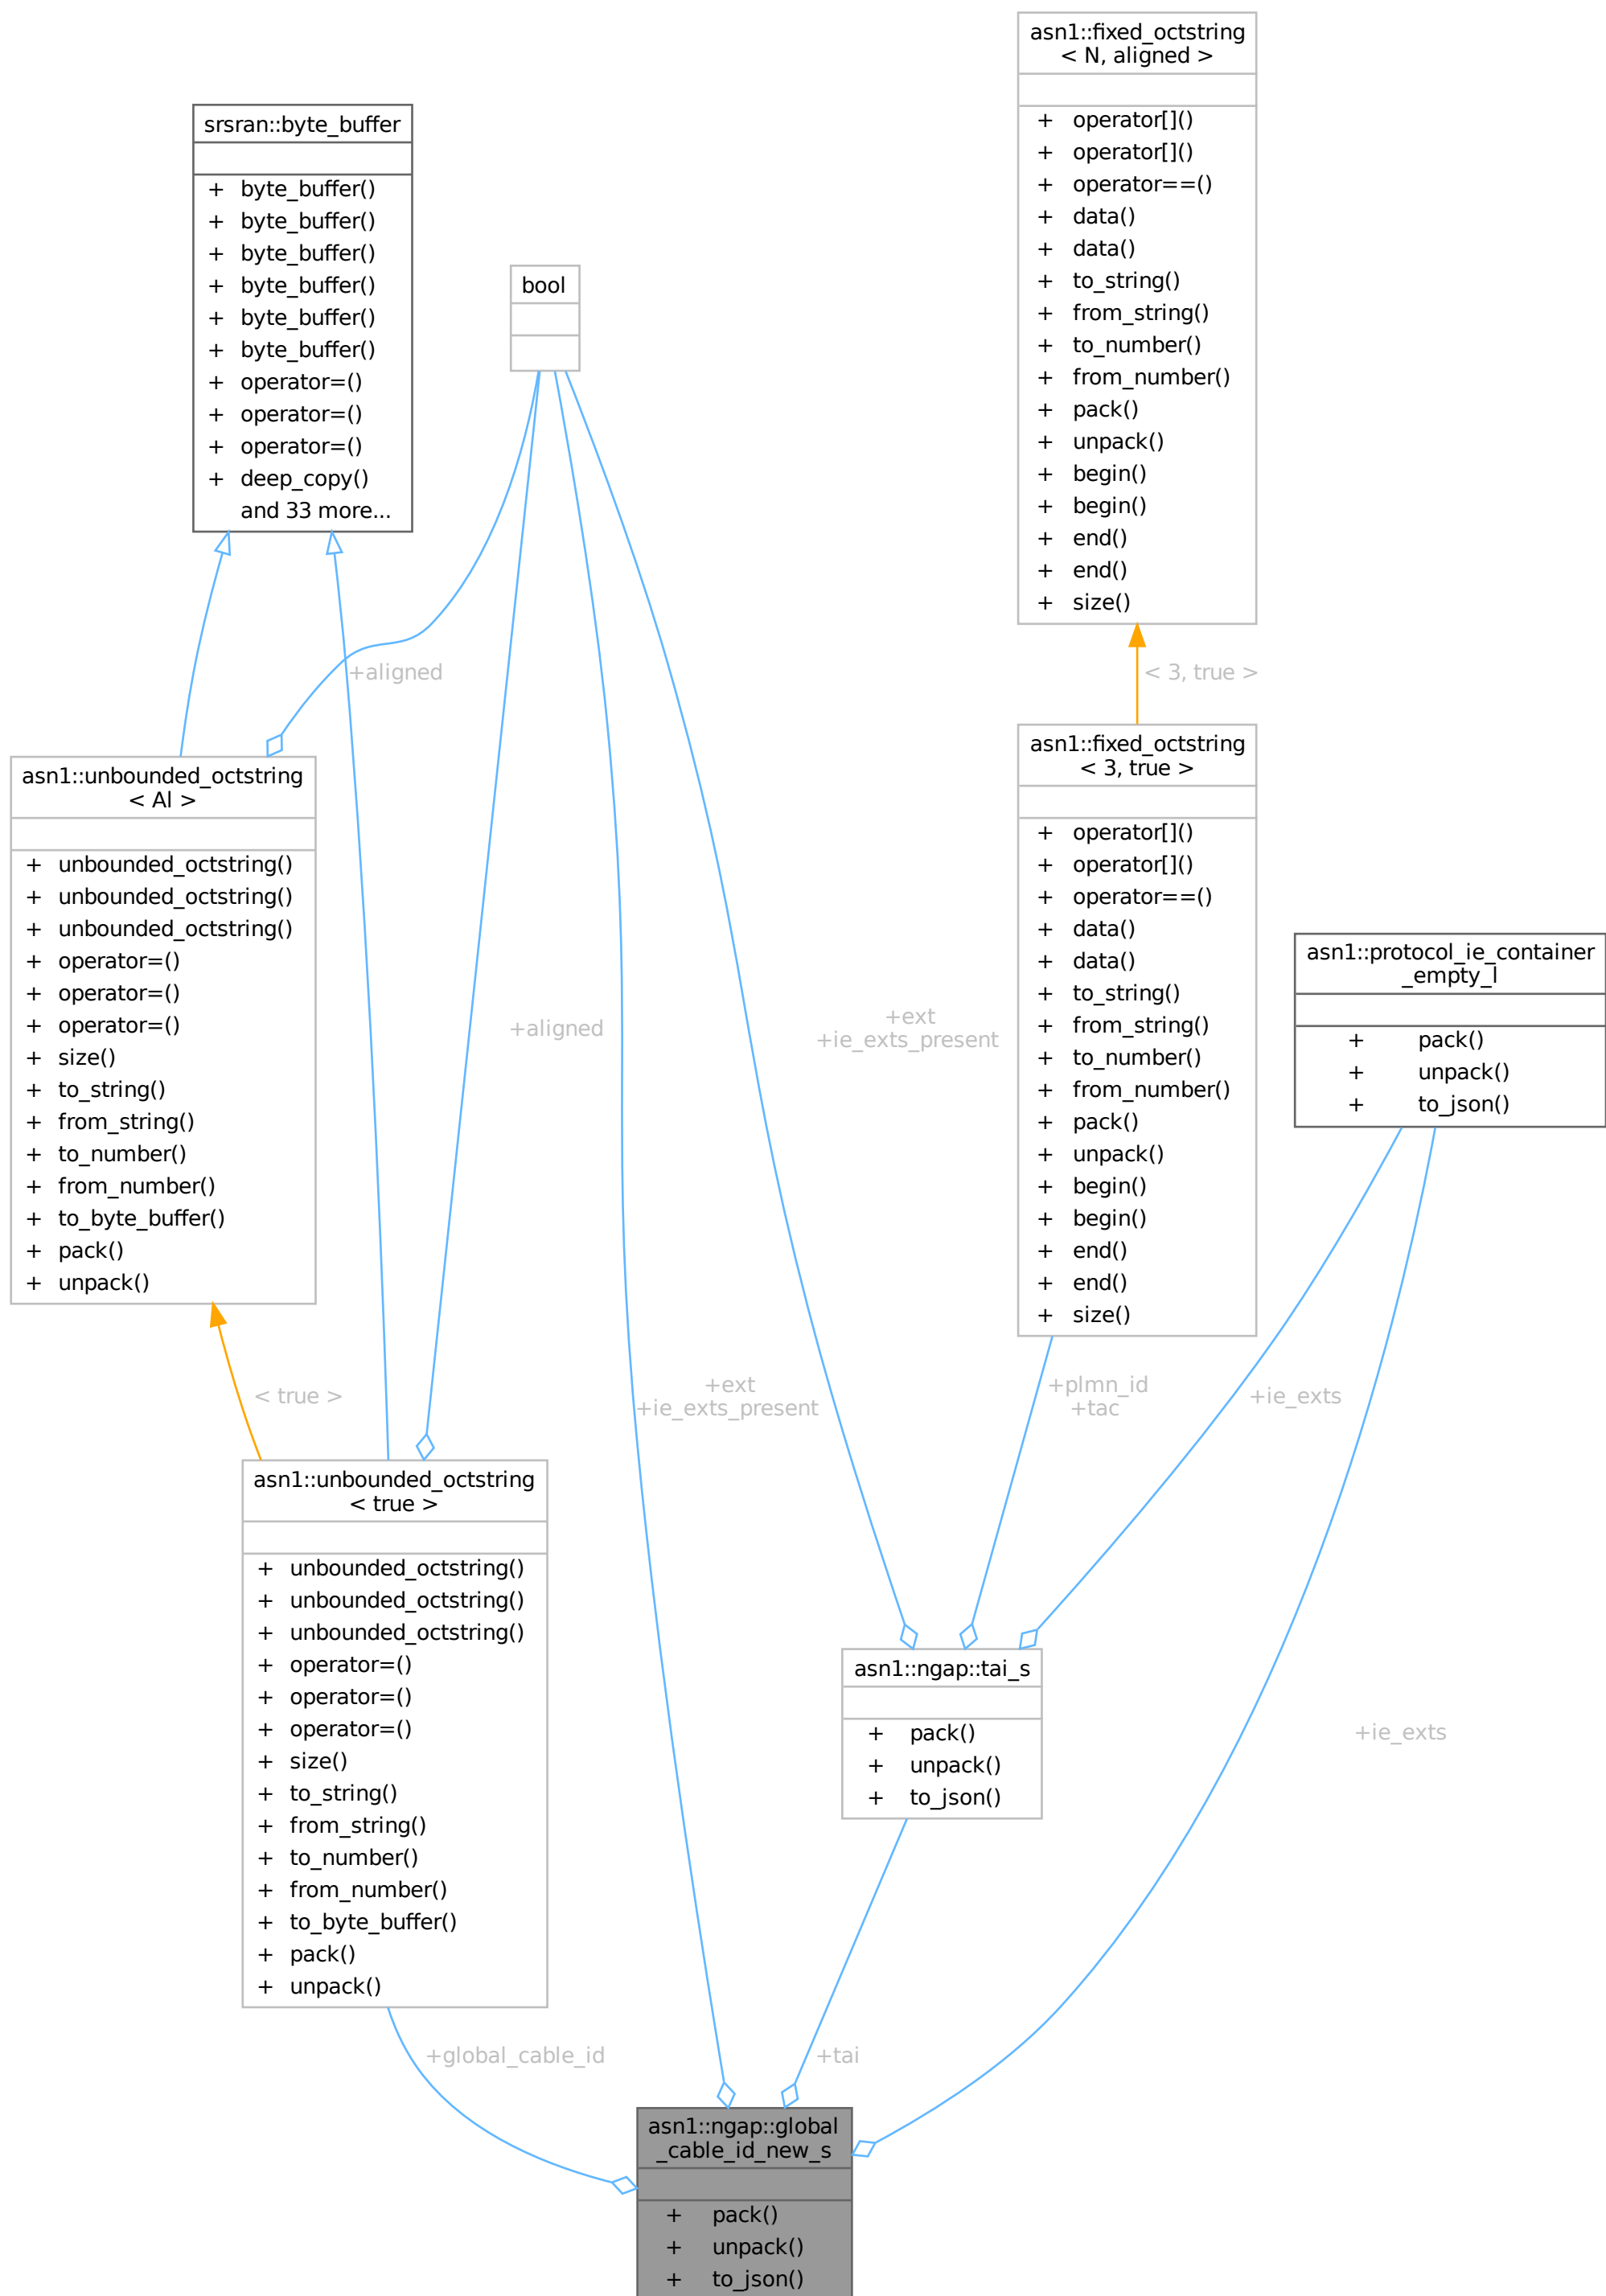 asn1::fixed_octstring
< N, aligned >
+ operator[]()
+ operator[]()
+ operator==()
+ data()
+ data()
+ to_string()
+ from_string()
+ to_number()
+ from_number()
+ pack()
+ unpack()
+ begin()
+ begin()
+ end()
+ end()
+ size()
srsran::byte_buffer
+ byte_buffer()
+ byte_buffer()
+ byte_buffer()
+ byte_buffer()
+ byte_buffer()
+ byte_buffer()
+ operator=()
+ operator=()
+ operator=()
+ deep_copy()
and 33 more...
bool
+aligned
< 3, true >
asn1::unbounded_octstring
< Al >
+ unbounded_octstring()
+ unbounded_octstring()
+ unbounded_octstring()
+ operator=()
+ operator=()
+ operator=()
+ size()
+ to_string()
+ from_string()
+ to_number()
+ from_number()
+ to_byte_buffer()
+ pack()
+ unpack()
asn1::fixed_octstring
< 3, true >
+ operator[]()
+ operator[]()
+ operator==()
+ data()
+ data()
+ to_string()
+ from_string()
+ to_number()
+ from_number()
+ pack()
+ unpack()
+ begin()
+ begin()
+ end()
+ end()
+ size()
asn1::protocol_ie_container
_empty_l
+ pack()
+ unpack()
+ to_json()
+aligned
+ext
+ie_exts_present
< true >
+ext
+ie_exts_present
+plmn_id
+tac
+ie_exts
asn1::unbounded_octstring
< true >
+ unbounded_octstring()
+ unbounded_octstring()
+ unbounded_octstring()
+ operator=()
+ operator=()
+ operator=()
+ size()
+ to_string()
+ from_string()
+ to_number()
+ from_number()
+ to_byte_buffer()
+ pack()
+ unpack()
asn1::ngap::tai_s
+ pack()
+ unpack()
+ to_json()
+ie_exts
+global_cable_id
+tai
asn1::ngap::global
_cable_id_new_s
+ pack()
+ unpack()
+ to_json()